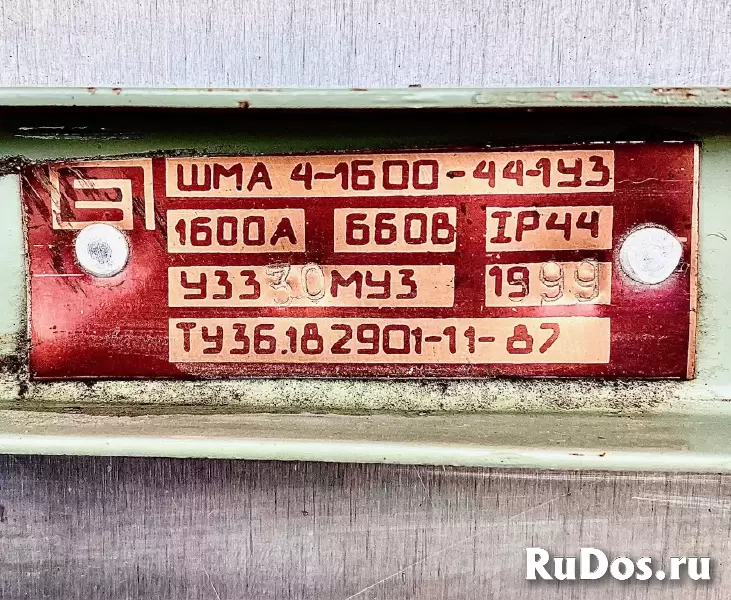 ШМА 4-1600-44-1У3
1600А 660В IP44
У3330МУ3 1999
ТУ36.182901-11-87
RuDos.ru